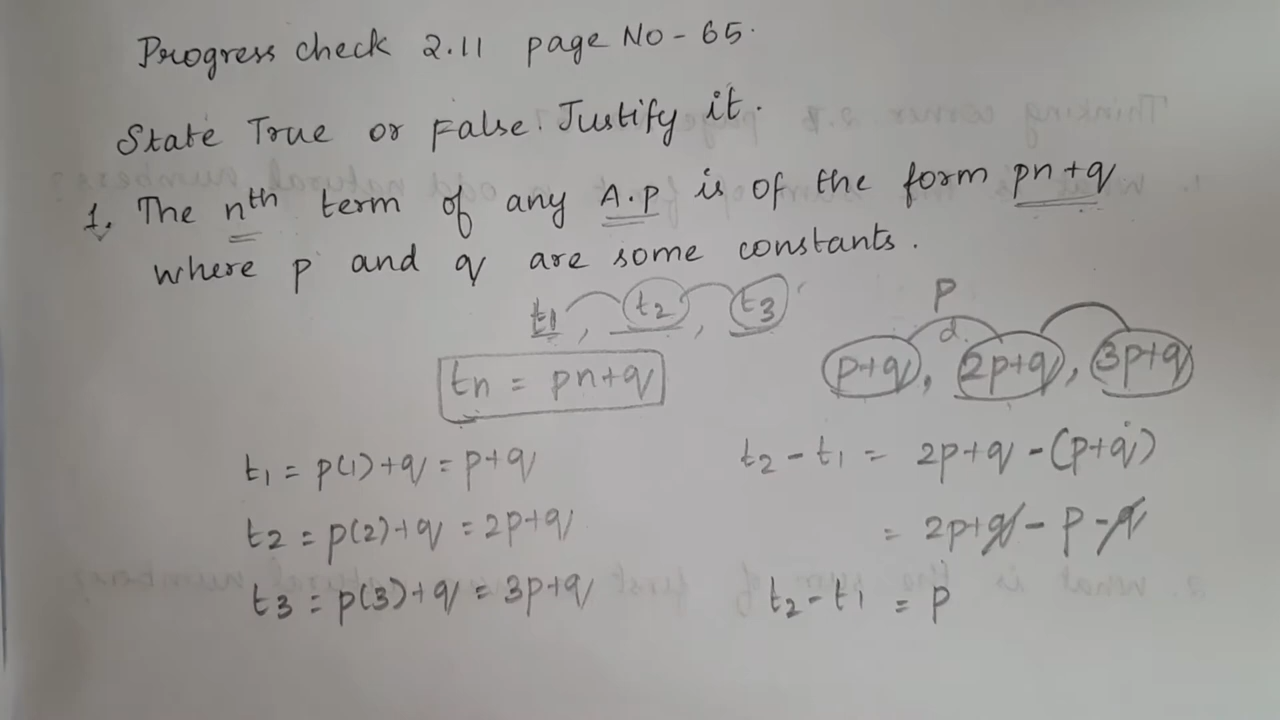 Progress check 2.11 page No - 65.
State True or False. Justify it.
1. The nth term of any A.P is of the form pn+q
where p and q are some constants.
t1, t2, t3
P
d
tn = pn+q
p+q, 2p+q, 3p+q
t1 = p(1)+q = p+q
t2 - t1 = 2p+q - (p+q)
t2 = p(2)+q = 2p+q
= 2p+q - p - q
t3 = p(3)+q = 3p+q
t2 - t1 = p